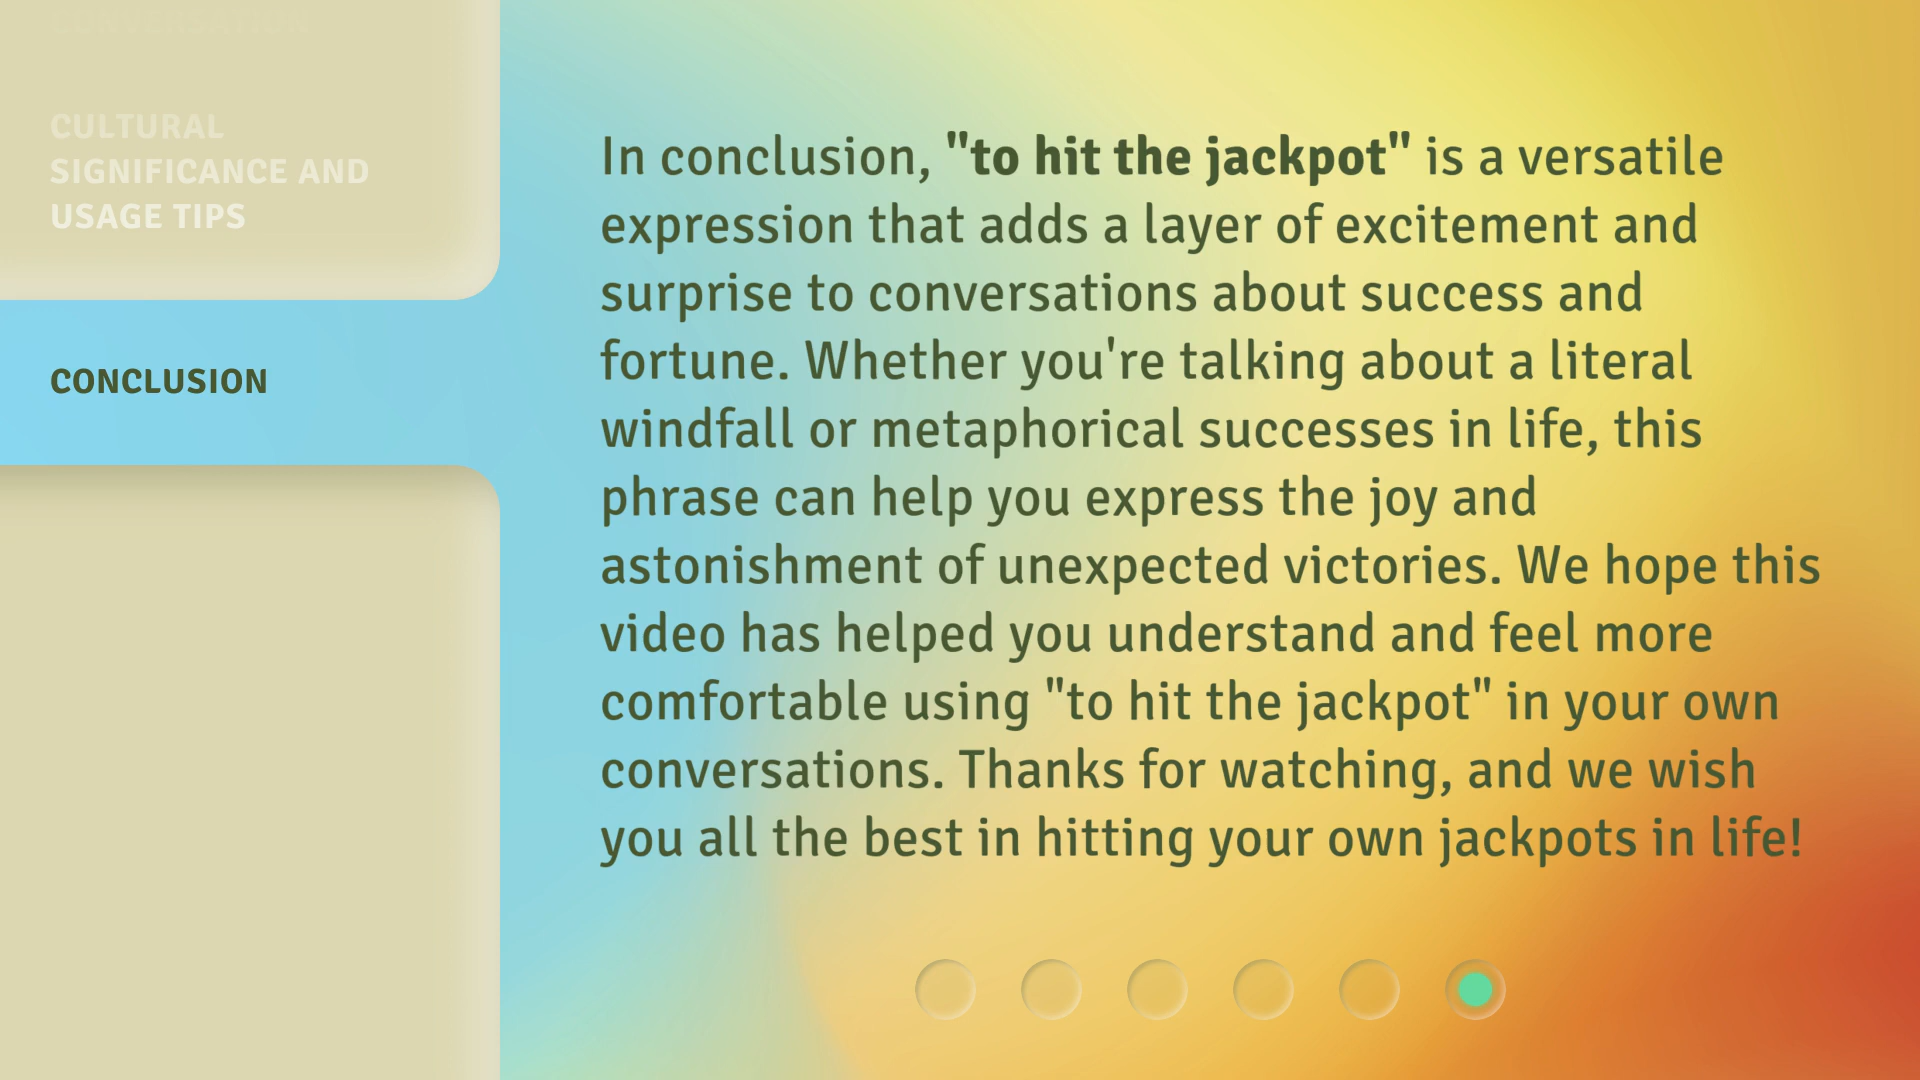 CONVERSATION
CULTURAL
SIGNIFICANCE AND
USAGE TIPS
CONCLUSION
In conclusion, "to hit the jackpot" is a versatile
expression that adds a layer of excitement and
surprise to conversations about success and
fortune. Whether you're talking about a literal
windfall or metaphorical successes in life, this
phrase can help you express the joy and
astonishment of unexpected victories. We hope this
video has helped you understand and feel more
comfortable using "to hit the jackpot" in your own
conversations. Thanks for watching, and we wish
you all the best in hitting your own jackpots in life!